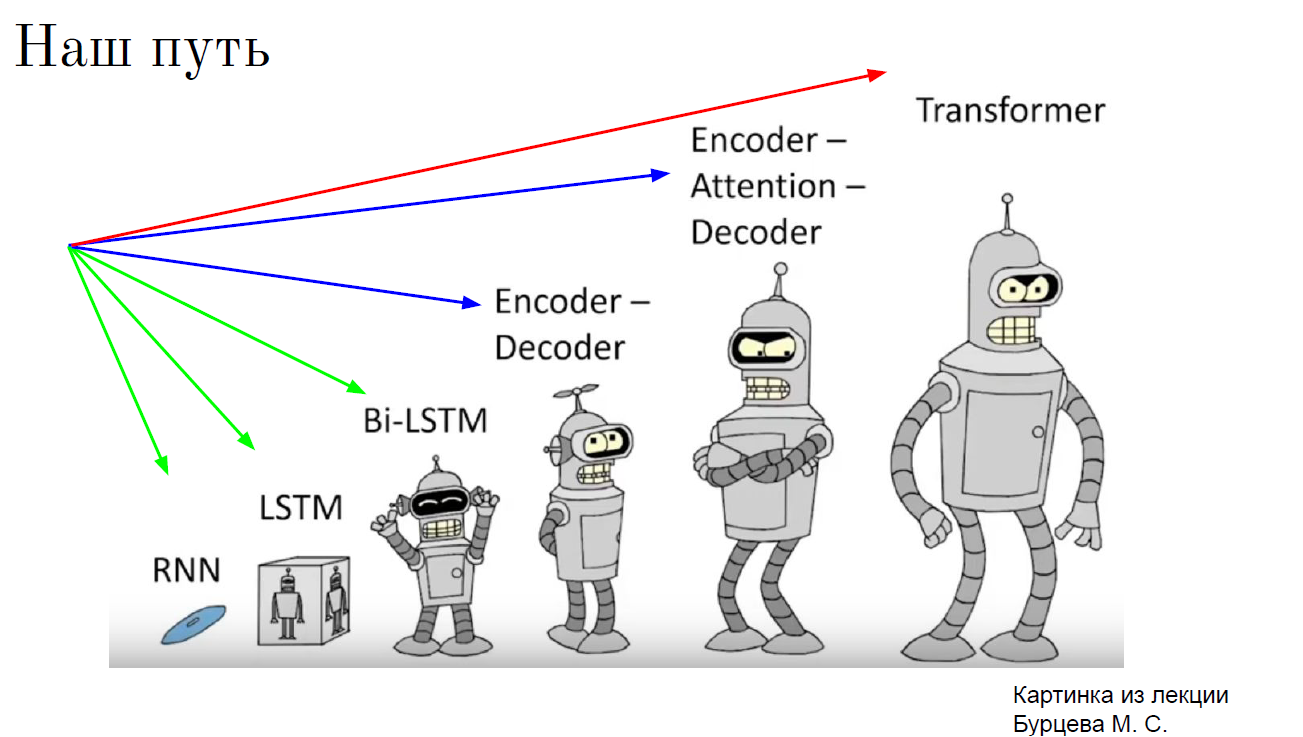 Наш путь
Transformer
Encoder –
Attention –
Decoder
Encoder –
Decoder
Bi-LSTM
LSTM
RNN
Картинка из лекции
Бурцева М. С.